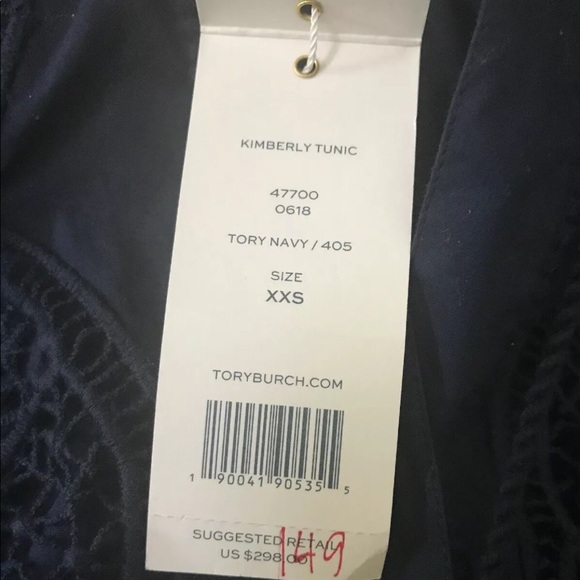 KIMBERLY TUNIC
47700
0618
TORY NAVY / 405
SIZE
XXS
TORYBURCH.COM
1 90041 90535 5
SUGGESTED RETAIL
US $298.00
149